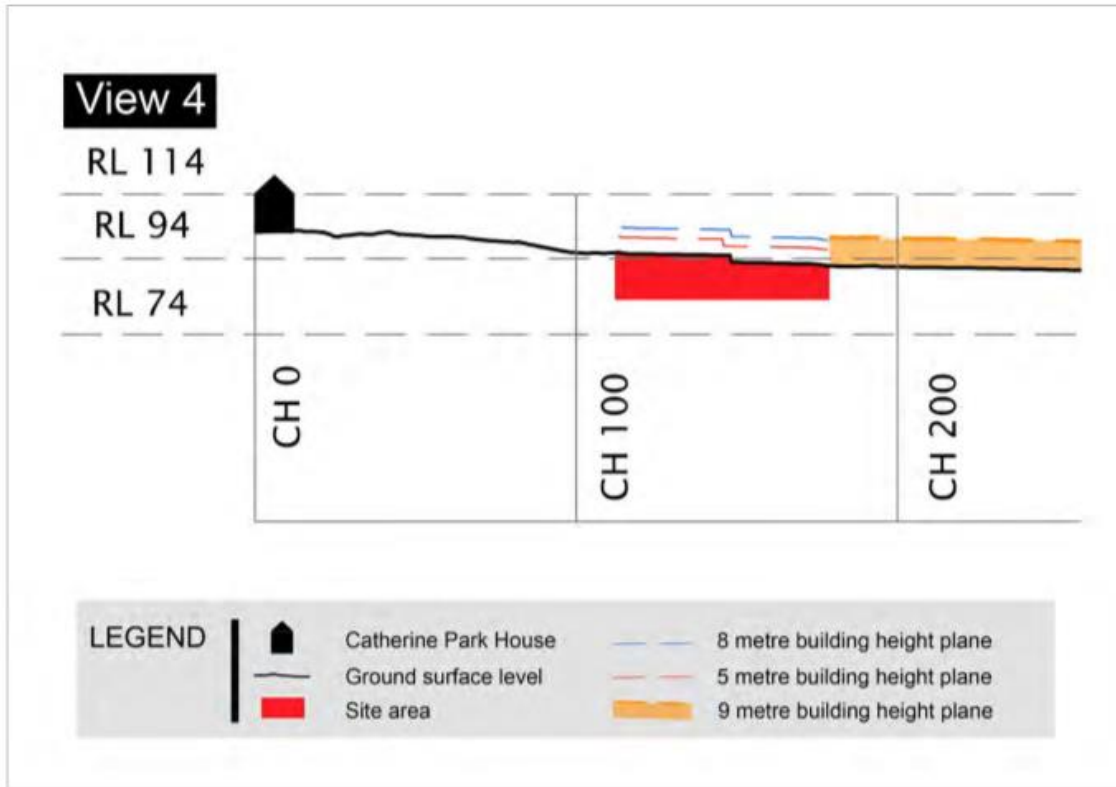 View 4
RL 114
RL 94
RL 74
CH 0
CH 100
CH 200
LEGEND
Catherine Park House
8 metre building height plane
Ground surface level
5 metre building height plane
Site area
9 metre building height plane